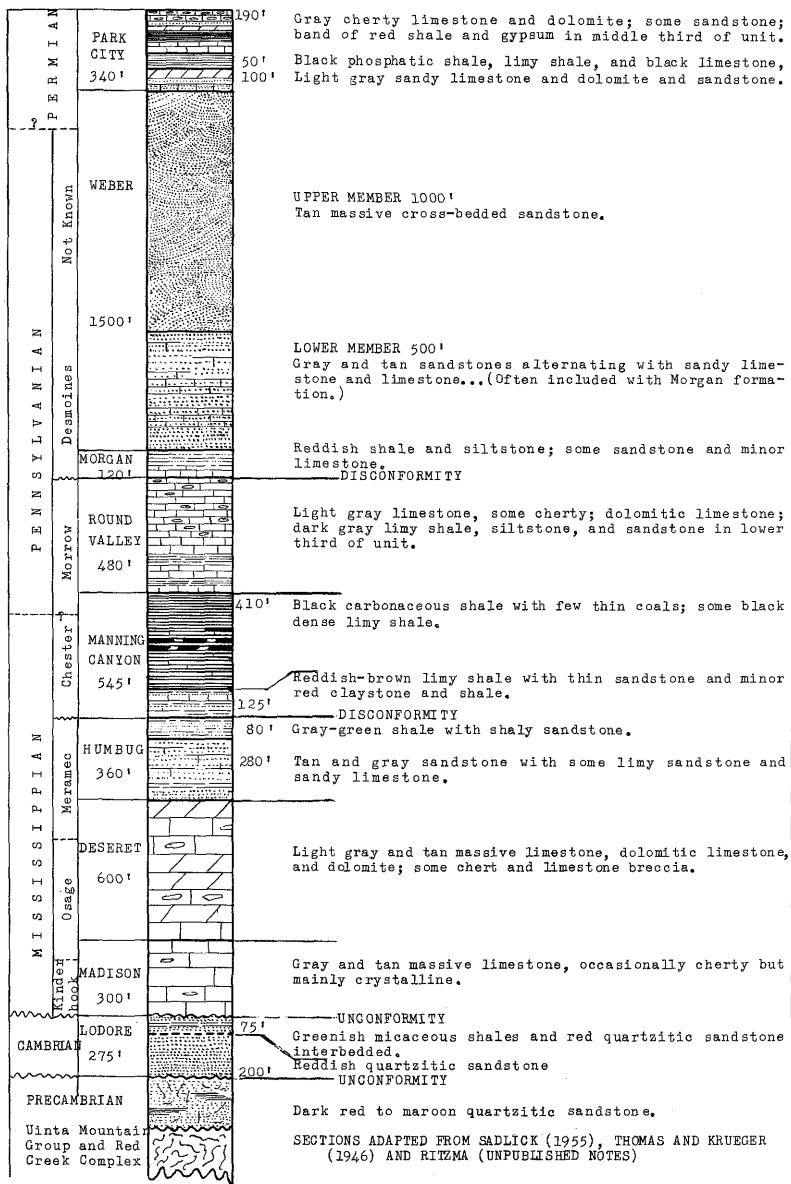 PERMIAN
?
PARK
CITY
340'
190'
50'
100'
Gray cherty limestone and dolomite; some sandstone;
band of red shale and gypsum in middle third of unit.
Black phosphatic shale, limy shale, and black limestone,
Light gray sandy limestone and dolomite and sandstone.
PENNSYLVANIAN
Not Known
WEBER
1500'
UPPER MEMBER 1000'
Tan massive cross-bedded sandstone.
Desmoines
LOWER MEMBER 500'
Gray and tan sandstones alternating with sandy lime-
stone and limestone...(Often included with Morgan forma-
tion.)
MORGAN
120'
Reddish shale and siltstone; some sandstone and minor
limestone.
DISCONFORMITY
Morrow
ROUND
VALLEY
480'
Light gray limestone, some cherty; dolomitic limestone;
dark gray limy shale, siltstone, and sandstone in lower
third of unit.
MISSISSIPPIAN
?
Chester
MANNING
CANYON
545'
410'
Black carbonaceous shale with few thin coals; some black
dense limy shale.
125'
Reddish-brown limy shale with thin sandstone and minor
red claystone and shale.
DISCONFORMITY
Meramec
HUMBUG
360'
80'
Gray-green shale with shaly sandstone.
280'
Tan and gray sandstone with some limy sandstone and
sandy limestone.
Osage
DESERET
600'
Light gray and tan massive limestone, dolomitic limestone,
and dolomite; some chert and limestone breccia.
Kinder
hook
MADISON
300'
Gray and tan massive limestone, occasionally cherty but
mainly crystalline.
UNCONFORMITY
CAMBRIAN
LODORE
275'
75'
Greenish micaceous shales and red quartzitic sandstone
interbedded.
Reddish quartzitic sandstone
200'
UNCONFORMITY
PRECAMBRIAN
Uinta Mountain
Group and Red
Creek Complex
Dark red to maroon quartzitic sandstone.
SECTIONS ADAPTED FROM SADLICK (1955), THOMAS AND KRUEGER
(1946) AND RITZMA (UNPUBLISHED NOTES)